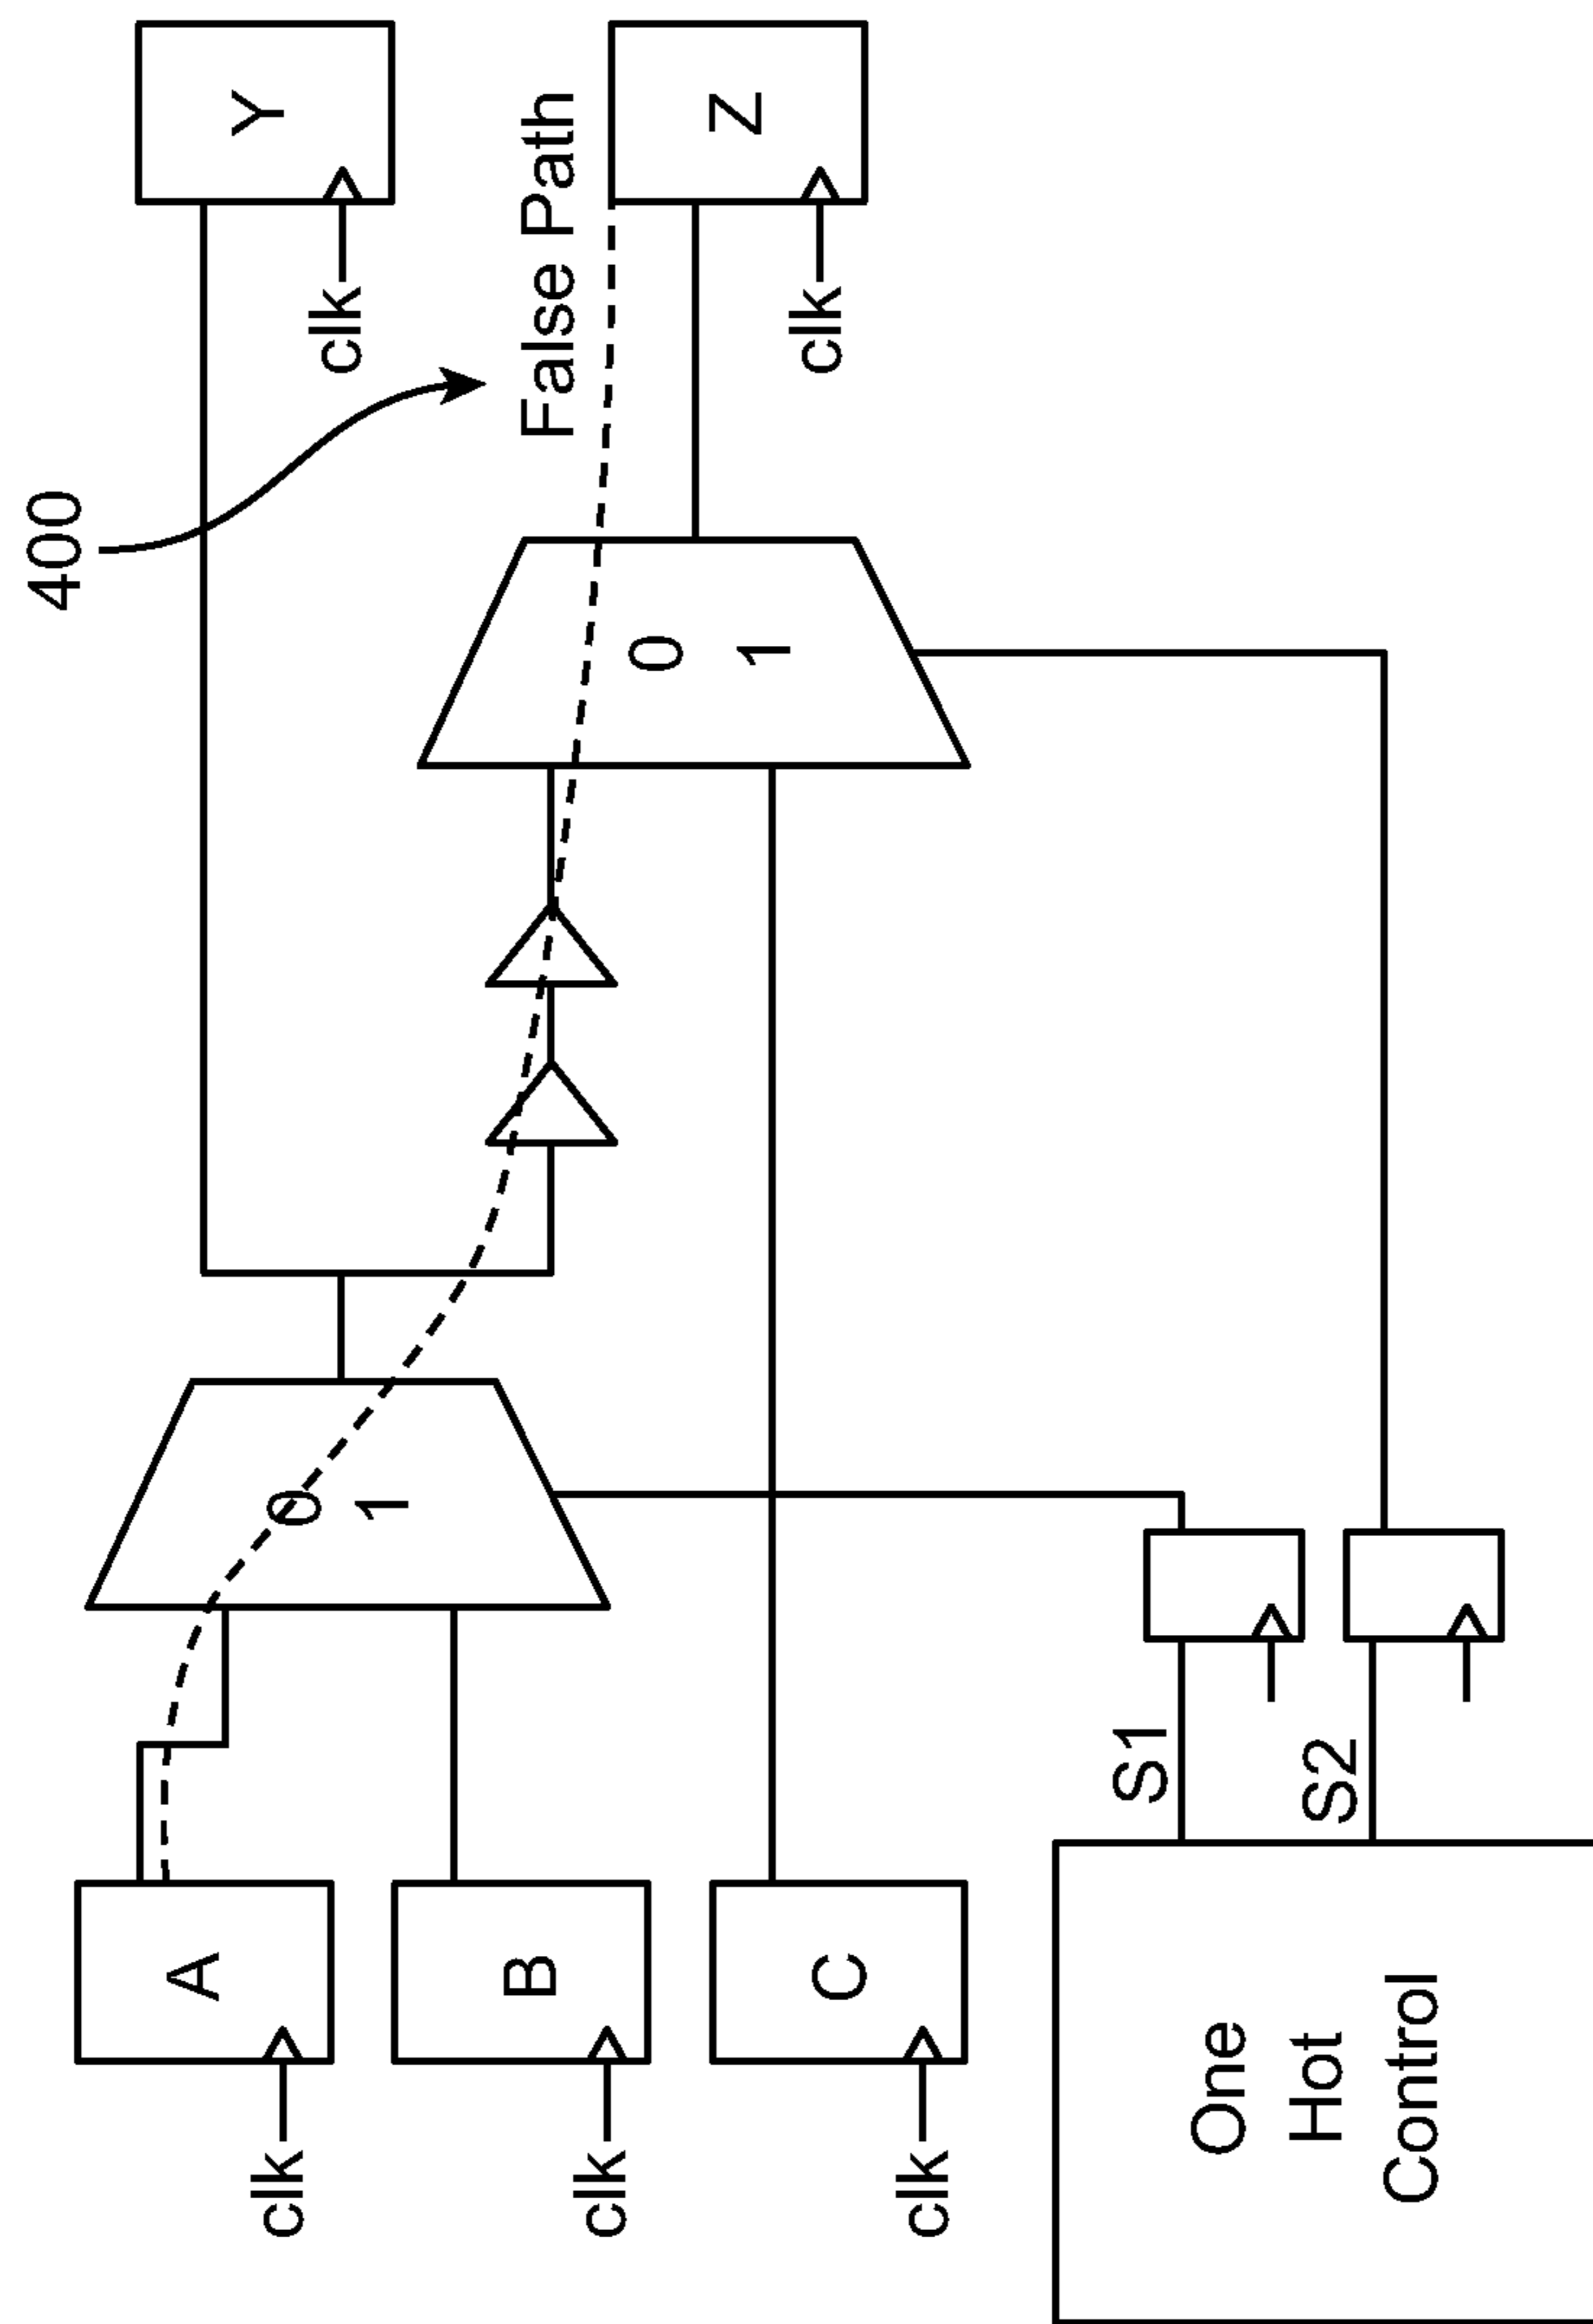 400
Y
clk
False Path
Z
clk
0
1
0
1
A
clk
B
clk
C
clk
S1
S2
One
Hot
Control